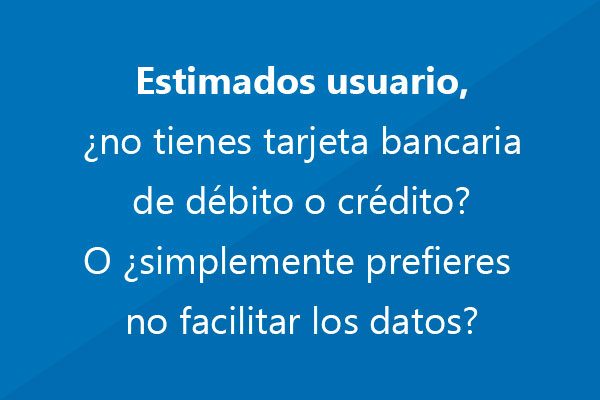 Estimados usuario,
¿no tienes tarjeta bancaria
de débito o crédito?
O ¿simplemente prefieres
no facilitar los datos?